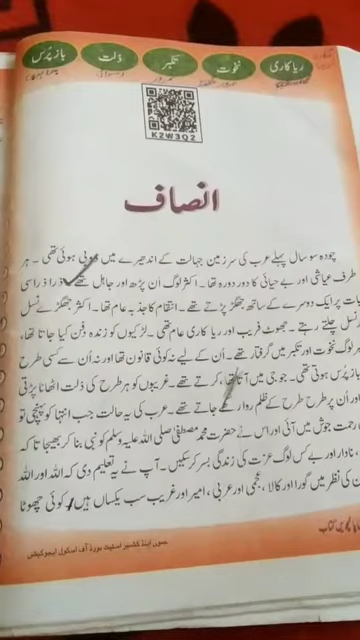 ریاکاری نخوت تکبر ذلت باز پرس
K2W3Q2
انصاف
چودہ سو سال پہلے عرب کی سرزمین جہالت کے اندھیرے میں ڈوبی ہوئی تھی۔ ہر
طرف عیاشی اور بے حیائی کا دور دورہ تھا۔ اکثر لوگ اَن پڑھ اور جاہل تھے۔ ذرا ذرا سی
بات پر ایک دوسرے کے ساتھ جھگڑ پڑتے تھے۔ انتقام کا جذبہ عام تھا۔ اکثر جھگڑے نسل
نسل چلتے رہتے۔ جھوٹ فریب اور ریاکاری عام تھی۔ لڑکیوں کو زندہ دفن کیا جاتا تھا،
لوگ نخوت اور تکبر میں گرفتار تھے۔ اُن کے لیے نہ کوئی قانون تھا اور نہ اُن سے کسی طرح
باز پرس ہوتی تھی۔ جو جی میں آتا تھا، کرتے تھے۔ غریبوں کو ہر طرح کی ذلت اٹھانا پڑتی
اور اُن پر طرح طرح کے ظلم روا رکھے جاتے تھے۔ عرب کی یہ حالت جب انتہا کو پہنچی تو
رحمت جوش میں آئی اور اس نے حضرت محمد مصطفیٰ صلی اللہ علیہ وسلم کو نبی بنا کر بھیجا تا کہ
نادار اور بے کس لوگ عزت کی زندگی بسر کر سکیں۔ آپ نے یہ تعلیم دی کہ اللہ اور اللہ
کی نظر میں گورا اور کالا، عجمی اور عربی، امیر اور غریب سب یکساں ہیں۔ کوئی چھوٹا
جموں اینڈ کشمیر اسٹیٹ بورڈ آف اسکول ایجوکیشن